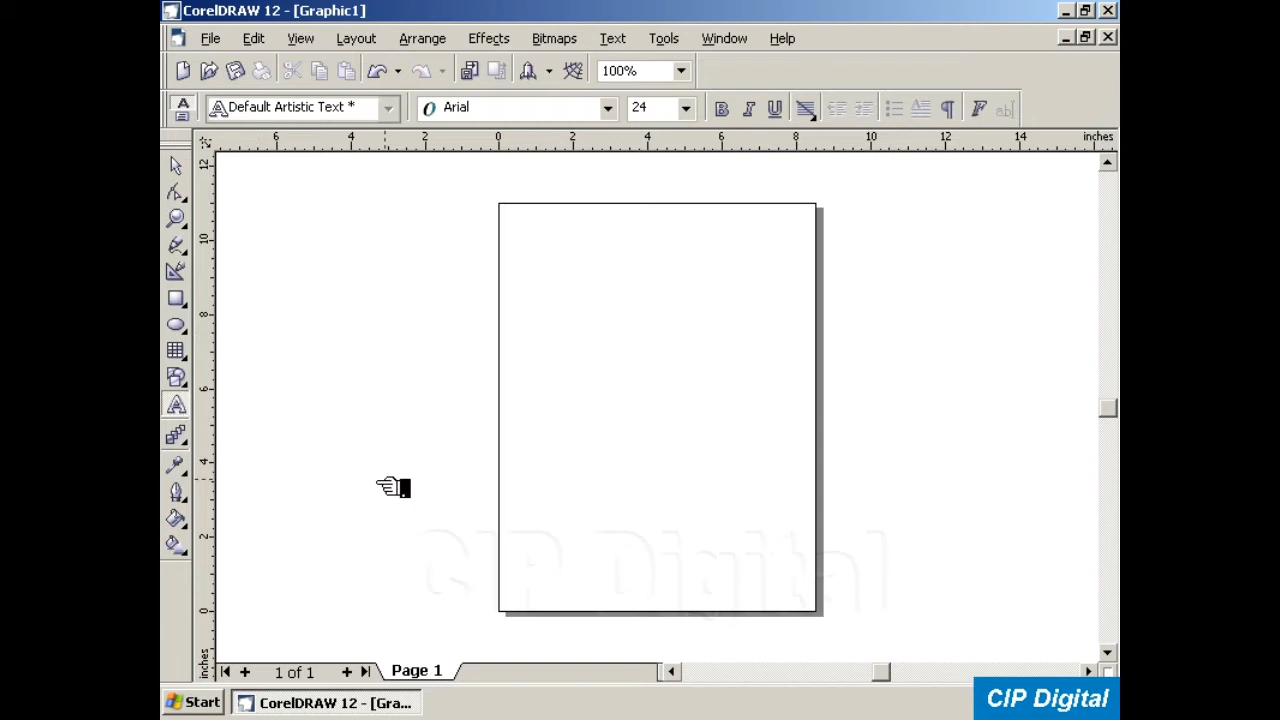 CorelDRAW 12 - [Graphic1]
File Edit View Layout Arrange Effects Bitmaps Text Tools Window Help
100%
Default Artistic Text * Arial 24
6 4 2 0 2 4 6 8 10 12 14 inches
12
10
8
6
4
2
0
inches
CIP Digital
1 of 1 Page 1
Start CorelDRAW 12 - [Gra...
CIP Digital